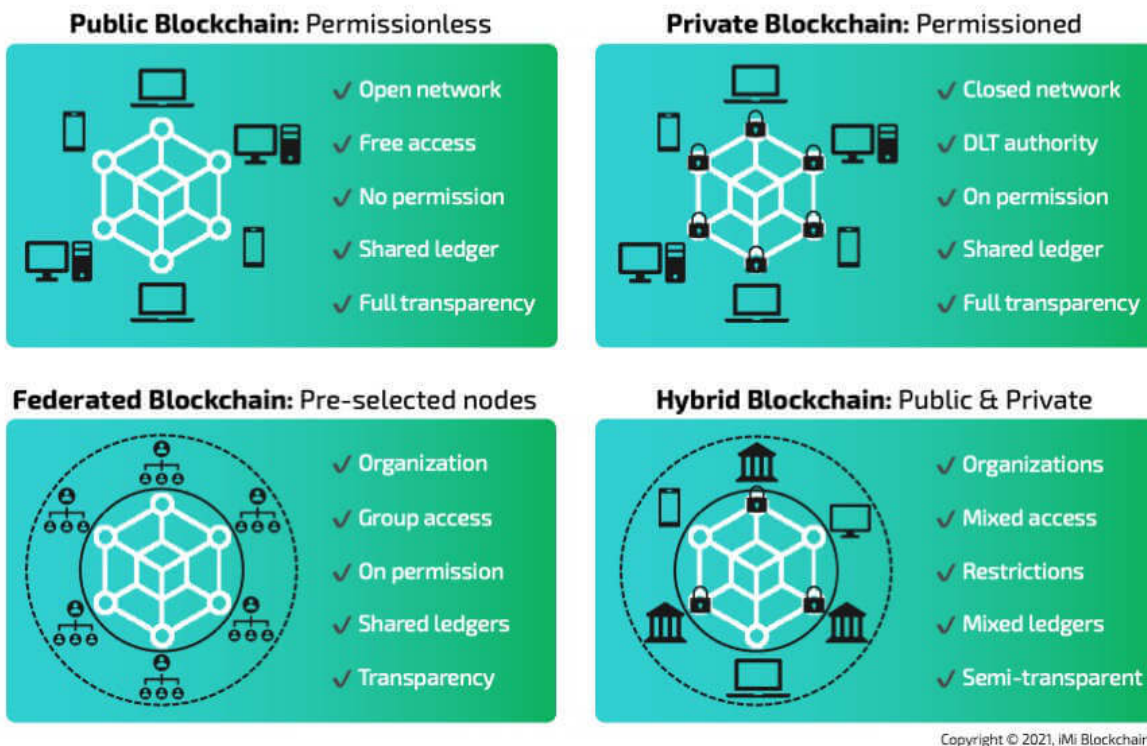 Public Blockchain: Permissionless
Open network
Free access
No permission
Shared ledger
Full transparency
Private Blockchain: Permissioned
Closed network
DLT authority
On permission
Shared ledger
Full transparency
Federated Blockchain: Pre-selected nodes
Organization
Group access
On permission
Shared ledgers
Transparency
Hybrid Blockchain: Public & Private
Organizations
Mixed access
Restrictions
Mixed ledgers
Semi-transparent
Copyright © 2021, iMi Blockchain